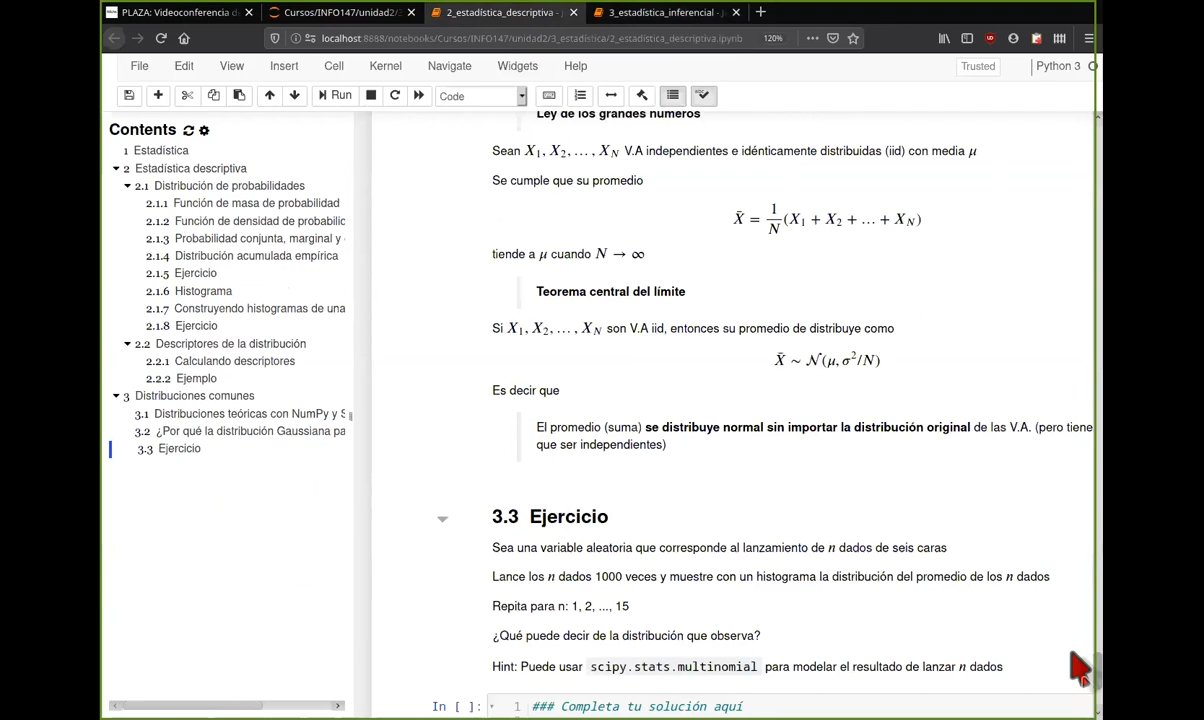 PLAZA: Videoconferencia d
Cursos/INFO147/unidad2/3
2_estadística_descriptiva - J
3_estadística_inferencial - J
localhost:8888/notebooks/Cursos/INFO147/unidad2/3_estadística/2_estadística_descriptiva.ipynb
120%
File Edit View Insert Cell Kernel Navigate Widgets Help
Trusted
Python 3
Run
Code
Contents
1 Estadística
2 Estadística descriptiva
2.1 Distribución de probabilidades
2.1.1 Función de masa de probabilidad
2.1.2 Función de densidad de probabilid
2.1.3 Probabilidad conjunta, marginal y
2.1.4 Distribución acumulada empírica
2.1.5 Ejercicio
2.1.6 Histograma
2.1.7 Construyendo histogramas de una
2.1.8 Ejercicio
2.2 Descriptores de la distribución
2.2.1 Calculando descriptores
2.2.2 Ejemplo
3 Distribuciones comunes
3.1 Distribuciones teóricas con NumPy y S
3.2 ¿Por qué la distribución Gaussiana pa
3.3 Ejercicio
Ley de los grandes números
Sean X₁, X₂, … , X_N V.A independientes e idénticamente distribuidas (iid) con media μ
Se cumple que su promedio
X̄ = 1/N (X₁ + X₂ + … + X_N)
tiende a μ cuando N → ∞
Teorema central del límite
Si X₁, X₂, … , X_N son V.A iid, entonces su promedio de distribuye como
X̄ ∼ 𝒩(μ, σ²/N)
Es decir que
El promedio (suma) se distribuye normal sin importar la distribución original de las V.A. (pero tiene
que ser independientes)
3.3 Ejercicio
Sea una variable aleatoria que corresponde al lanzamiento de n dados de seis caras
Lance los n dados 1000 veces y muestre con un histograma la distribución del promedio de los n dados
Repita para n: 1, 2, ..., 15
¿Qué puede decir de la distribución que observa?
Hint: Puede usar scipy.stats.multinomial para modelar el resultado de lanzar n dados
In [ ]:
1 ### Completa tu solución aquí